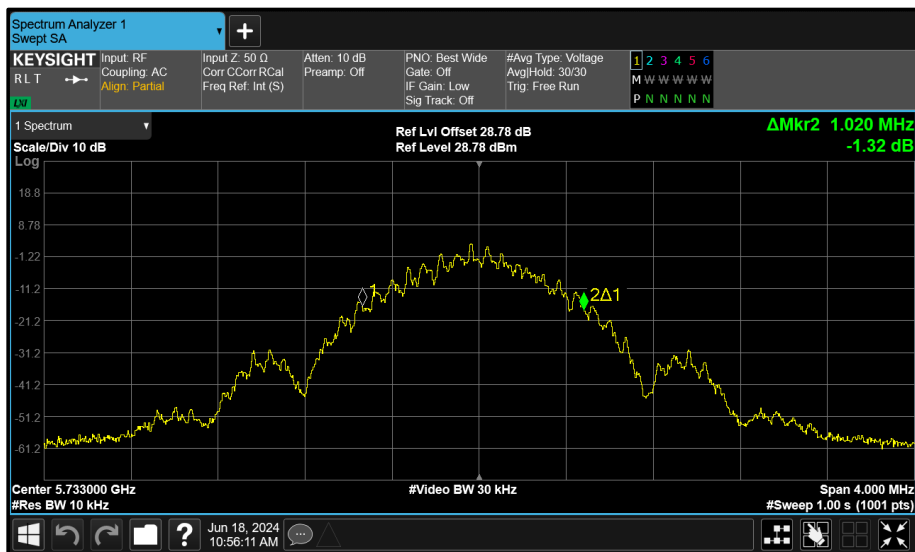 Spectrum Analyzer 1
Swept SA
+
KEYSIGHT
R L T
LXI
Input: RF
Coupling: AC
Align: Partial
Input Z: 50 Ω
Corr CCorr RCal
Freq Ref: Int (S)
Atten: 10 dB
Preamp: Off
PNO: Best Wide
Gate: Off
IF Gain: Low
Sig Track: Off
#Avg Type: Voltage
Avg|Hold: 30/30
Trig: Free Run
1 2 3 4 5 6
M W W W W W
P N N N N N
1 Spectrum
Scale/Div 10 dB
Log
Ref Lvl Offset 28.78 dB
Ref Level 28.78 dBm
ΔMkr2 1.020 MHz
-1.32 dB
18.8
8.78
-1.22
-11.2
-21.2
-31.2
-41.2
-51.2
-61.2
1
2Δ1
Center 5.733000 GHz
#Video BW 30 kHz
Span 4.000 MHz
#Res BW 10 kHz
#Sweep 1.00 s (1001 pts)
?
Jun 18, 2024
10:56:11 AM